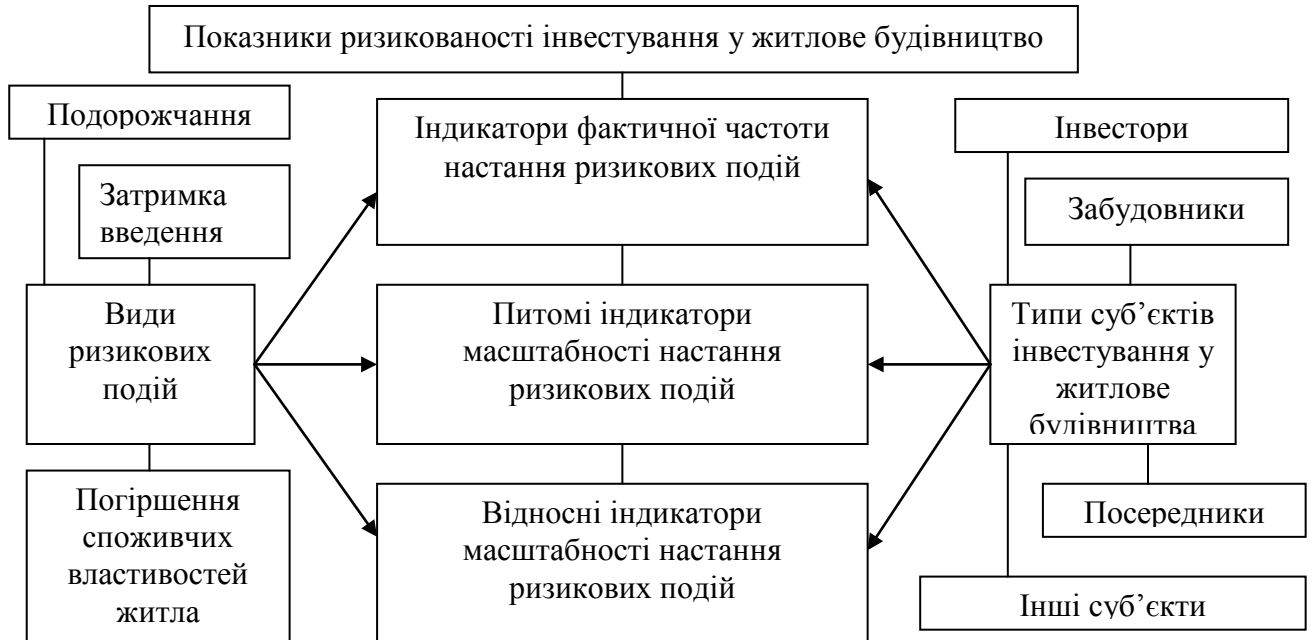 Показники ризикованості інвестування у житлове будівництво
Подорожчання
Затримка
введення
Види
ризикових
подій
Погіршення
споживчих
властивостей
житла
Індикатори фактичної частоти
настання ризикових подій
Питомі індикатори
масштабності настання
ризикових подій
Відносні індикатори
масштабності настання
ризикових подій
Інвестори
Забудовники
Типи суб’єктів
інвестування у
житлове
будівництва
Посередники
Інші суб’єкти